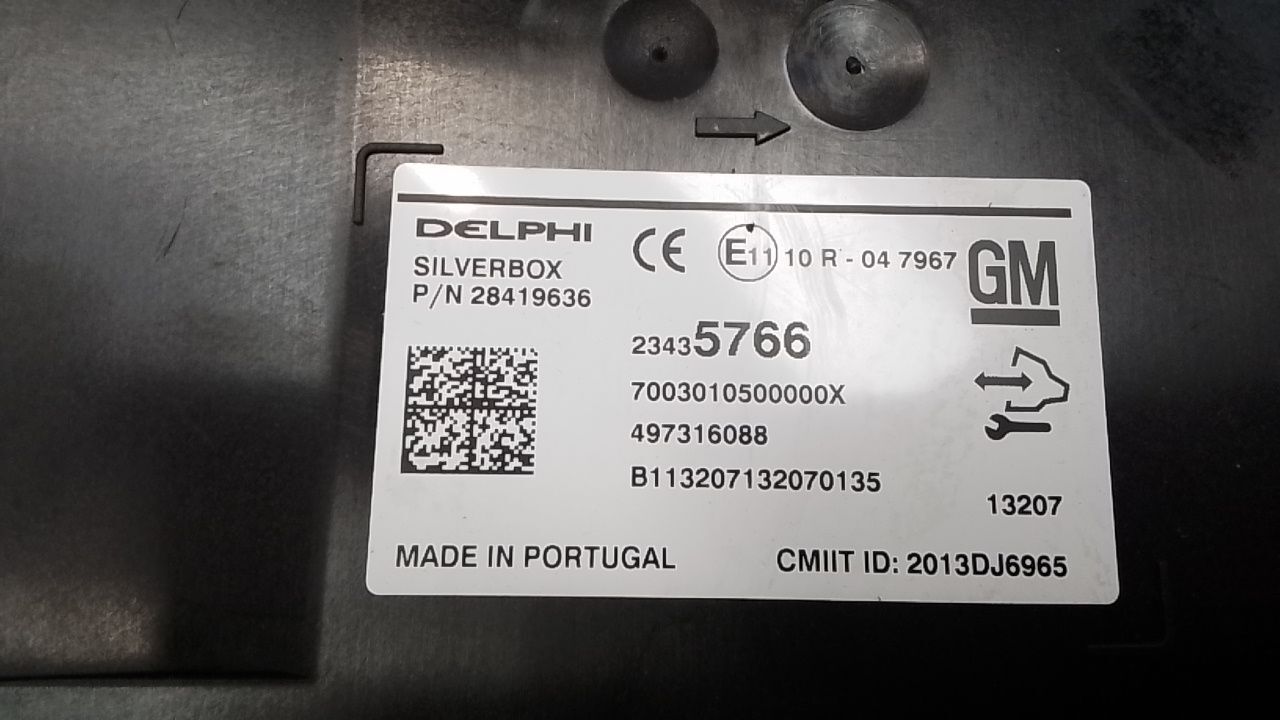 DELPHI
SILVERBOX
P/N 28419636
CE
E11 10 R - 04 7967
GM
23435766
7003010500000X
497316088
B113207132070135
13207
MADE IN PORTUGAL
CMIIT ID: 2013DJ6965